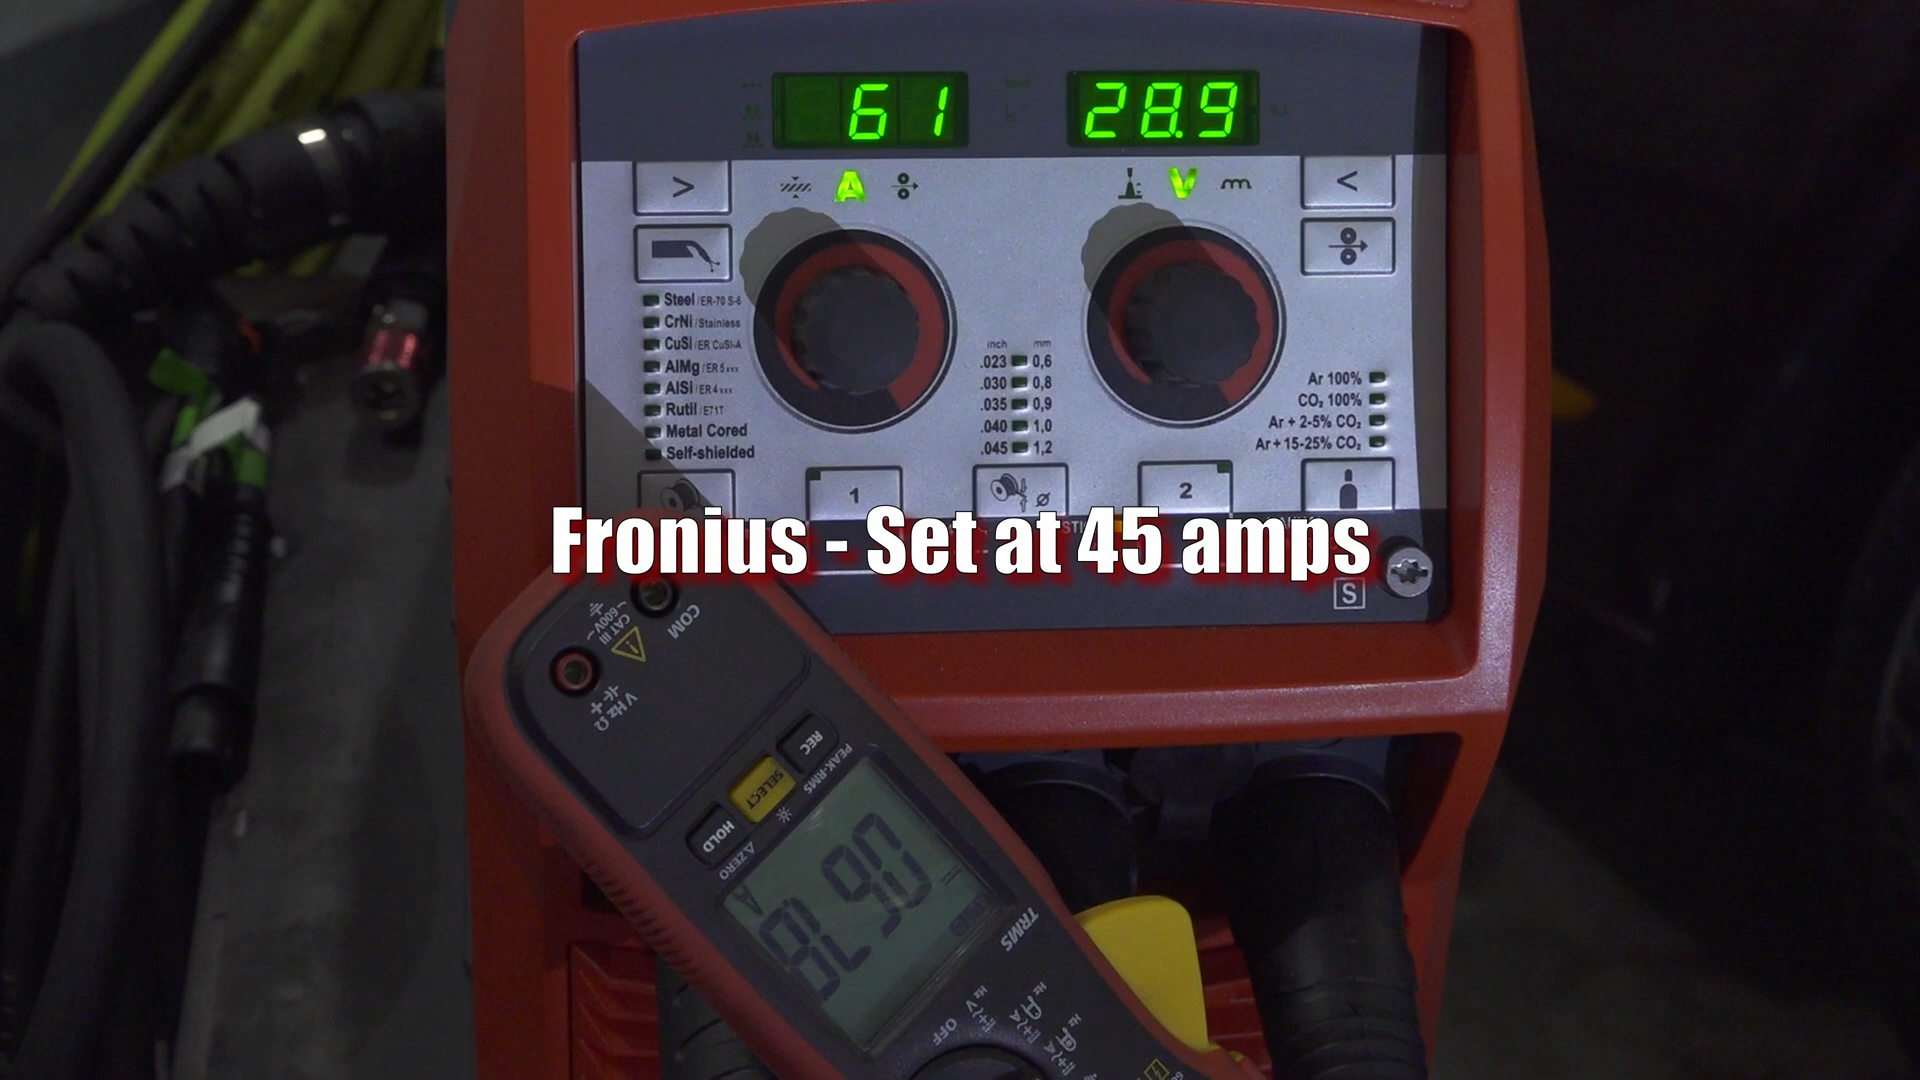 61
28.9
A
V
>
<
Steel / ER-70 S-6
CrNi / Stainless
CuSi / ER CuSi-A
AlMg / ER 5xxx
AlSi / ER 4xxx
Rutil / E71T
Metal Cored
Self-shielded
inch mm
.023 0,6
.030 0,8
.035 0,9
.040 1,0
.045 1,2
Ar 100%
CO₂ 100%
Ar + 2-5% CO₂
Ar + 15-25% CO₂
1
2
Fronius - Set at 45 amps
S
COM
~600V~
CAT III
V Hz Ω
REC
PEAK-RMS
SELECT
HOLD
ZERO
A
TRMS
OFF
Hz V
Hz
A
Hz
A